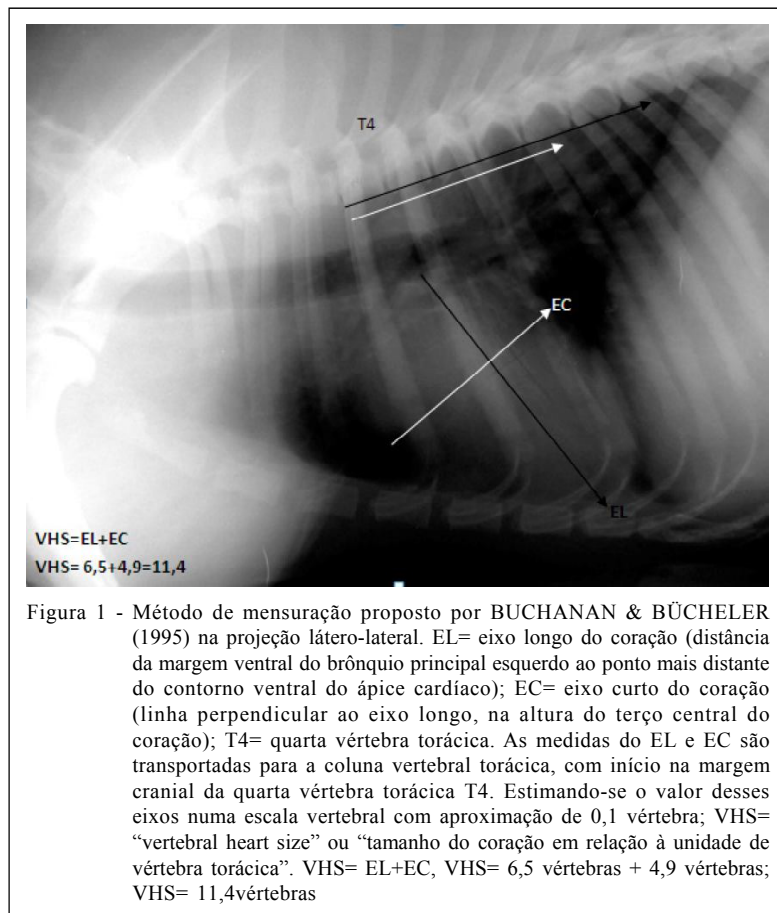 T4
EC
EL
VHS=EL+EC
VHS= 6,5+4,9=11,4
Figura 1 - Método de mensuração proposto por BUCHANAN & BÜCHELER
(1995) na projeção látero-lateral. EL= eixo longo do coração (distância
da margem ventral do brônquio principal esquerdo ao ponto mais distante
do contorno ventral do ápice cardíaco); EC= eixo curto do coração
(linha perpendicular ao eixo longo, na altura do terço central do
coração); T4= quarta vértebra torácica. As medidas do EL e EC são
transportadas para a coluna vertebral torácica, com início na margem
cranial da quarta vértebra torácica T4. Estimando-se o valor desses
eixos numa escala vertebral com aproximação de 0,1 vértebra; VHS=
“vertebral heart size” ou “tamanho do coração em relação à unidade de
vértebra torácica”. VHS= EL+EC, VHS= 6,5 vértebras + 4,9 vértebras;
VHS= 11,4vértebras